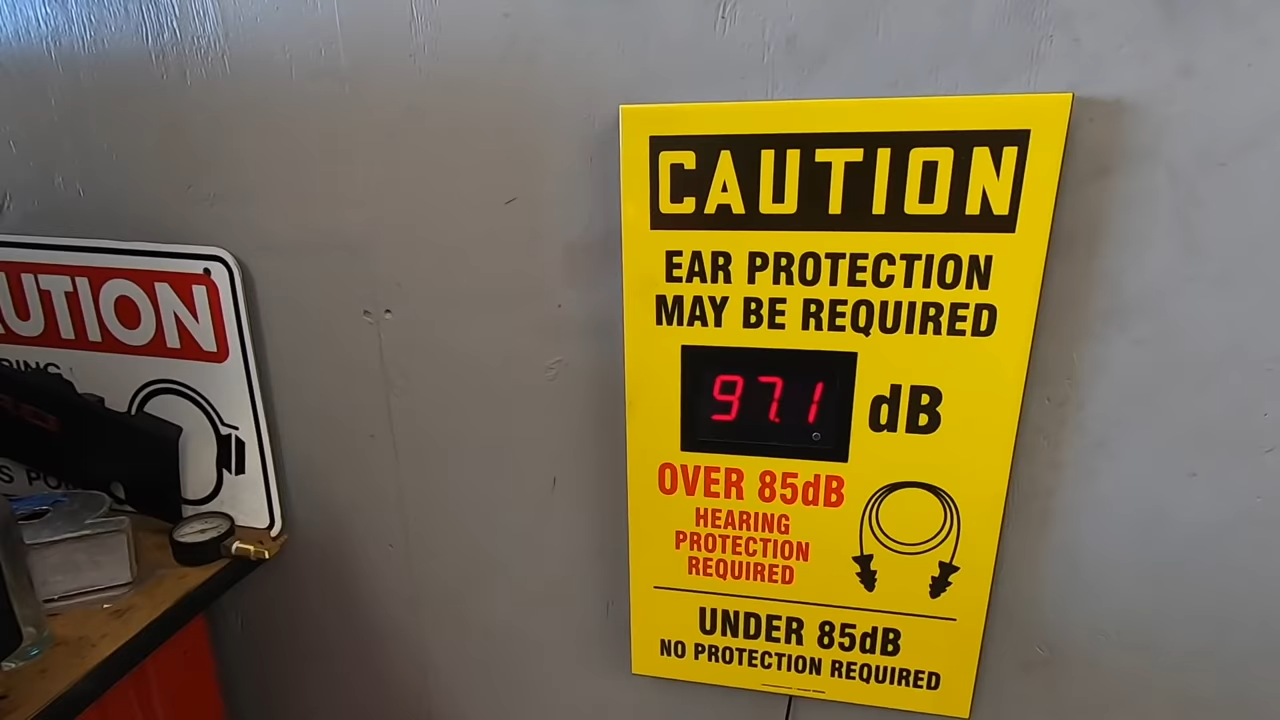 CAUTION
EAR PROTECTION
MAY BE REQUIRED
97.1 dB
OVER 85dB
HEARING
PROTECTION
REQUIRED
UNDER 85dB
NO PROTECTION REQUIRED